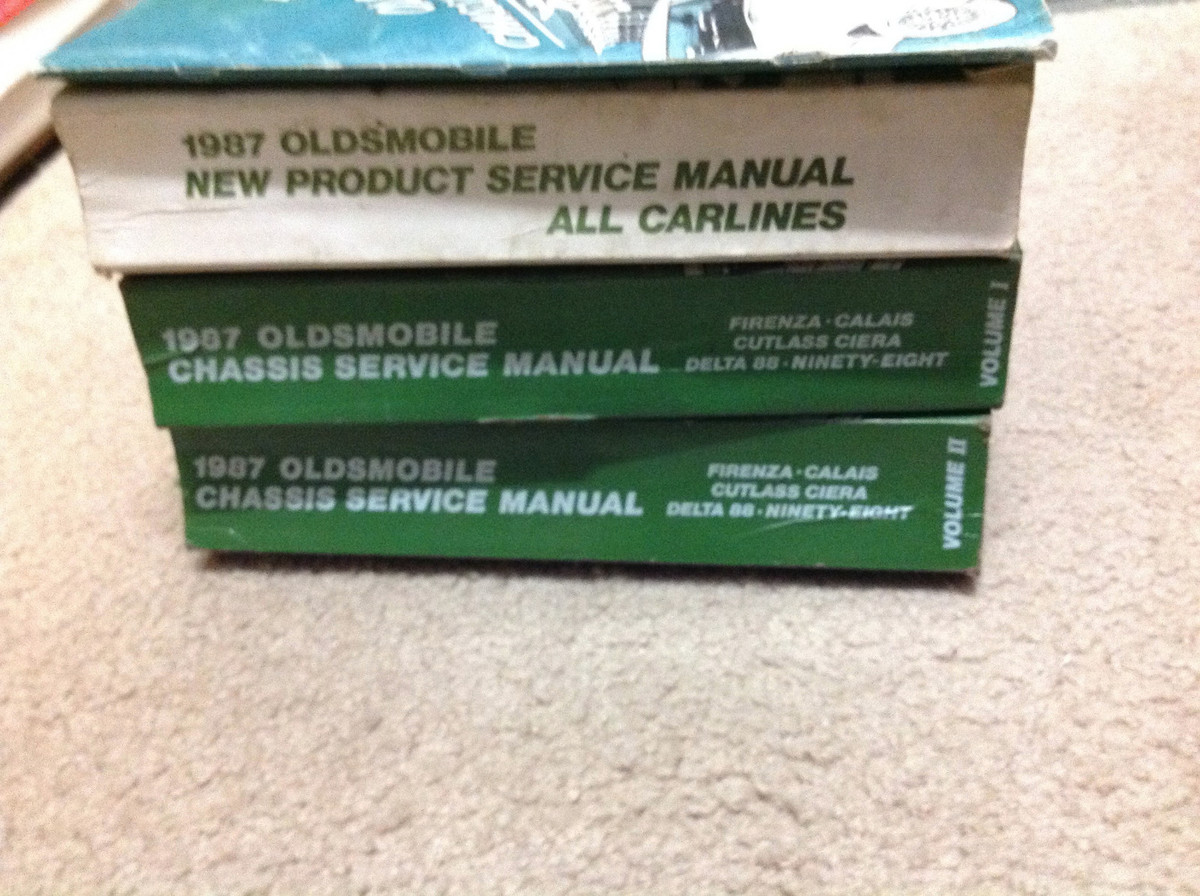 1987 OLDSMOBILE
NEW PRODUCT SERVICE MANUAL
ALL CARLINES
1987 OLDSMOBILE
CHASSIS SERVICE MANUAL
FIRENZA · CALAIS
CUTLASS CIERA
DELTA 88 · NINETY-EIGHT
VOLUME I
1987 OLDSMOBILE
CHASSIS SERVICE MANUAL
FIRENZA · CALAIS
CUTLASS CIERA
DELTA 88 · NINETY-EIGHT
VOLUME II